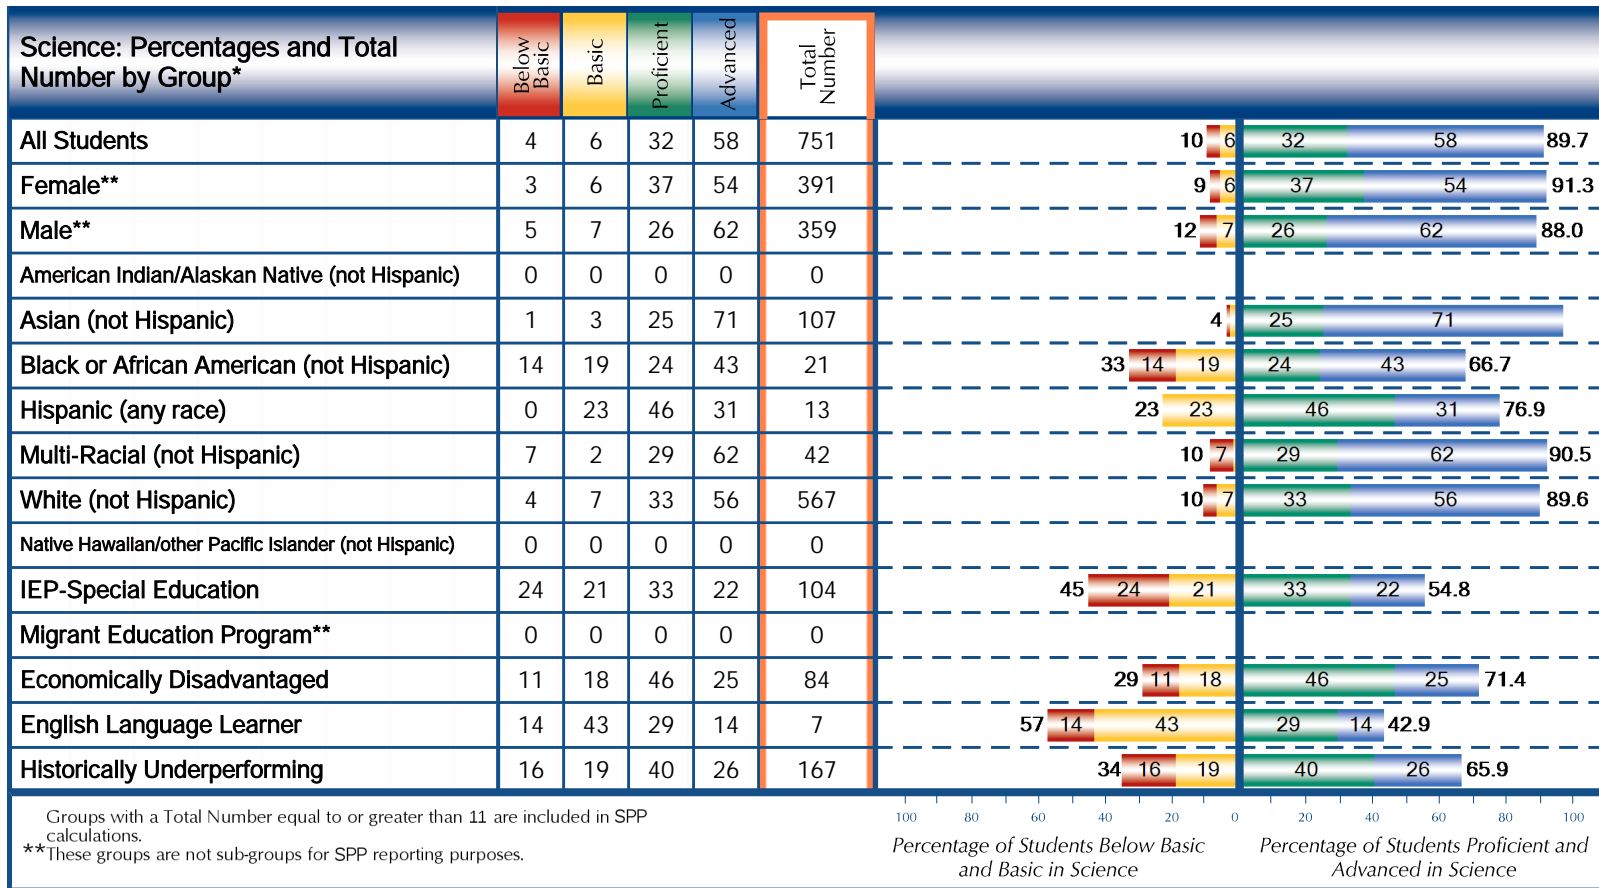 Science: Percentages and Total
Number by Group*
Below
Basic
Basic
Proficient
Advanced
Total
Number
All Students 4 6 32 58 751 10 6 32 58 89.7
Female** 3 6 37 54 391 9 6 37 54 91.3
Male** 5 7 26 62 359 12 7 26 62 88.0
American Indian/Alaskan Native (not Hispanic) 0 0 0 0 0
Asian (not Hispanic) 1 3 25 71 107 4 25 71
Black or African American (not Hispanic) 14 19 24 43 21 33 14 19 24 43 66.7
Hispanic (any race) 0 23 46 31 13 23 23 46 31 76.9
Multi-Racial (not Hispanic) 7 2 29 62 42 10 7 29 62 90.5
White (not Hispanic) 4 7 33 56 567 10 7 33 56 89.6
Native Hawaiian/other Pacific Islander (not Hispanic) 0 0 0 0 0
IEP-Special Education 24 21 33 22 104 45 24 21 33 22 54.8
Migrant Education Program** 0 0 0 0 0
Economically Disadvantaged 11 18 46 25 84 29 11 18 46 25 71.4
English Language Learner 14 43 29 14 7 57 14 43 29 14 42.9
Historically Underperforming 16 19 40 26 167 34 16 19 40 26 65.9
100 80 60 40 20 0 20 40 60 80 100
Groups with a Total Number equal to or greater than 11 are included in SPP
calculations.
**These groups are not sub-groups for SPP reporting purposes.
Percentage of Students Below Basic
and Basic in Science
Percentage of Students Proficient and
Advanced in Science